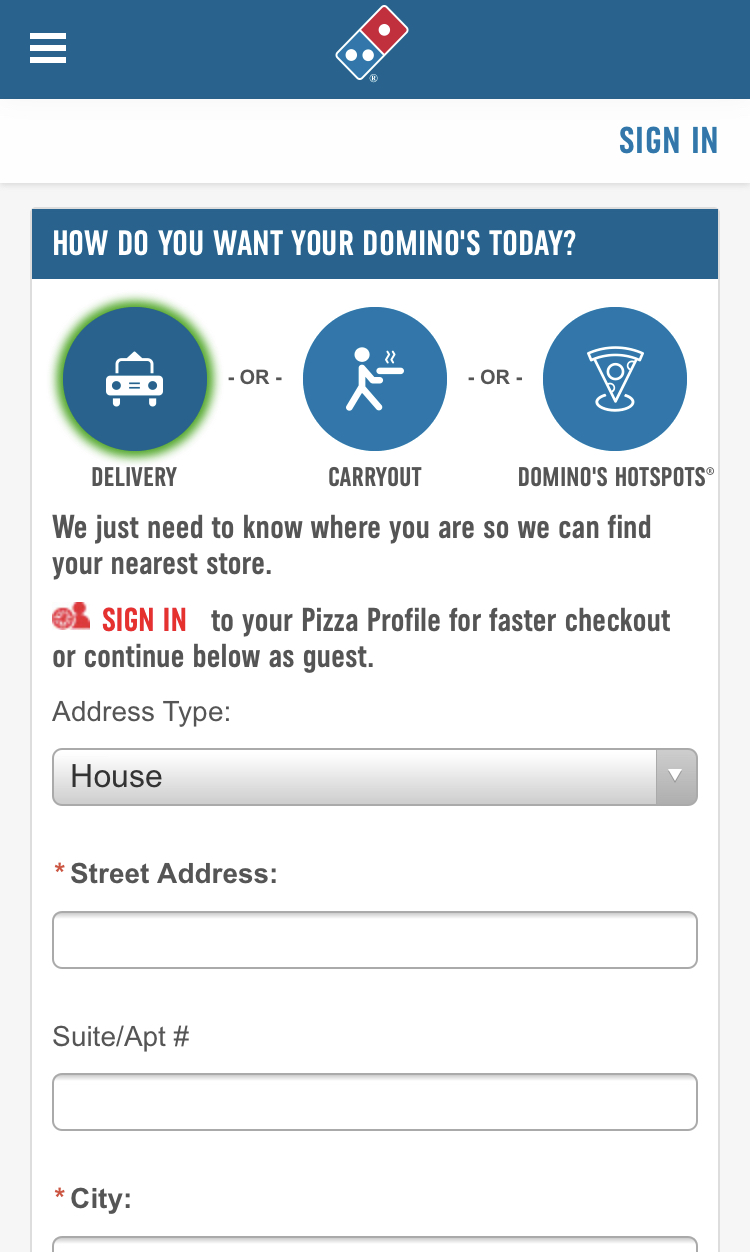 ®
SIGN IN
HOW DO YOU WANT YOUR DOMINO'S TODAY?
- OR -
- OR -
DELIVERY
CARRYOUT
DOMINO'S HOTSPOTS®
We just need to know where you are so we can find
your nearest store.
SIGN IN to your Pizza Profile for faster checkout
or continue below as guest.
Address Type:
House
* Street Address:
Suite/Apt #
* City: